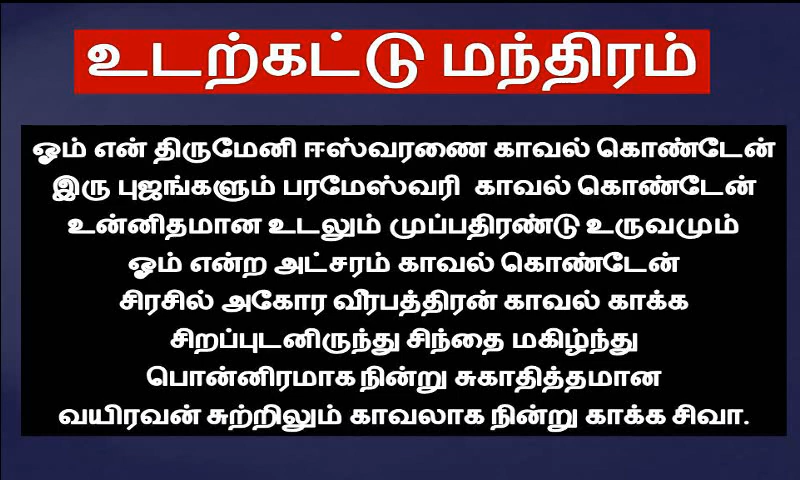 உடற்கட்டு மந்திரம்
ஓம் என் திருமேனி ஈஸ்வரணை காவல் கொண்டேன்
இரு புஜங்களும் பரமேஸ்வரி காவல் கொண்டேன்
உன்னிதமான உடலும் முப்பதிரண்டு உருவமும்
ஓம் என்ற அட்சரம் காவல் கொண்டேன்
சிரசில் அகோர வீரபத்திரன் காவல் காக்க
சிறப்புடனிருந்து சிந்தை மகிழ்ந்து
பொன்னிரமாக நின்று சுகாதித்தமான
வயிரவன் சுற்றிலும் காவலாக நின்று காக்க சிவா.